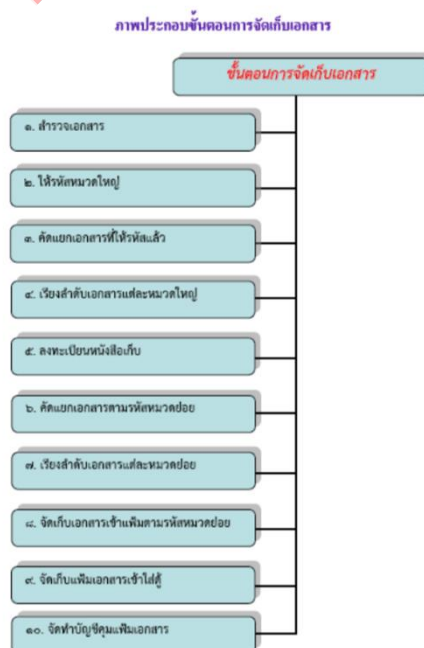 ภาพประกอบขั้นตอนการจัดเก็บเอกสาร
ขั้นตอนการจัดเก็บเอกสาร
๑. สำรวจเอกสาร
๒. ให้รหัสหมวดใหญ่
๓. คัดแยกเอกสารที่ให้รหัสแล้ว
๔. เรียงลำดับเอกสารแต่ละหมวดใหญ่
๕. ลงทะเบียนหนังสือเก็บ
๖. คัดแยกเอกสารตามรหัสหมวดย่อย
๗. เรียงลำดับเอกสารแต่ละหมวดย่อย
๘. จัดเก็บเอกสารเข้าแฟ้มตามรหัสหมวดย่อย
๙. จัดเก็บแฟ้มเอกสารเข้าใส่ตู้
๑๐. จัดทำบัญชีคุมแฟ้มเอกสาร